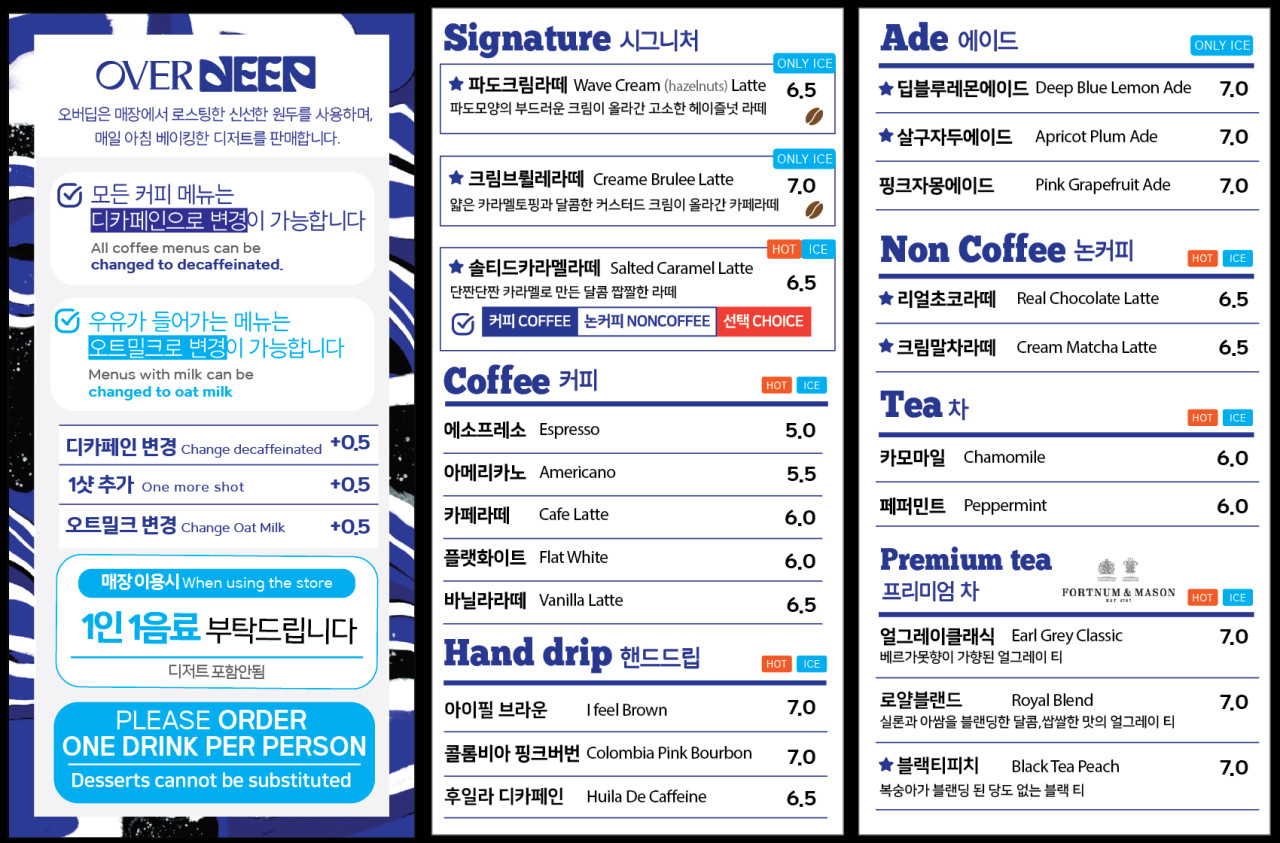 OVER DEEP
오버딥은 매장에서 로스팅한 신선한 원두를 사용하며,
매일 아침 베이킹한 디저트를 판매합니다.
모든 커피 메뉴는
디카페인으로 변경이 가능합니다
All coffee menus can be
changed to decaffeinated.
우유가 들어가는 메뉴는
오트밀크로 변경이 가능합니다
Menus with milk can be
changed to oat milk
디카페인 변경 Change decaffeinated +0.5
1샷 추가 One more shot +0.5
오트밀크 변경 Change Oat Milk +0.5
매장 이용시 When using the store
1인 1음료 부탁드립니다
디저트 포함안됨
PLEASE ORDER
ONE DRINK PER PERSON
Desserts cannot be substituted
Signature 시그니처
ONLY ICE
파도크림라떼 Wave Cream (hazelnuts) Latte 6.5
파도모양의 부드러운 크림이 올라간 고소한 헤이즐넛 라떼
ONLY ICE
크림브륄레라떼 Creame Brulee Latte 7.0
얇은 카라멜토핑과 달콤한 커스터드 크림이 올라간 카페라떼
HOT ICE
솔티드카라멜라떼 Salted Caramel Latte 6.5
단짠단짠 카라멜로 만든 달콤 짭짤한 라떼
커피 COFFEE 논커피 NONCOFFEE 선택 CHOICE
Coffee 커피 HOT ICE
에소프레소 Espresso 5.0
아메리카노 Americano 5.5
카페라떼 Cafe Latte 6.0
플랫화이트 Flat White 6.0
바닐라라떼 Vanilla Latte 6.5
Hand drip 핸드드립 HOT ICE
아이필 브라운 I feel Brown 7.0
콜롬비아 핑크버번 Colombia Pink Bourbon 7.0
후일라 디카페인 Huila De Caffeine 6.5
Ade 에이드 ONLY ICE
딥블루레몬에이드 Deep Blue Lemon Ade 7.0
살구자두에이드 Apricot Plum Ade 7.0
핑크자몽에이드 Pink Grapefruit Ade 7.0
Non Coffee 논커피 HOT ICE
리얼초코라떼 Real Chocolate Latte 6.5
크림말차라떼 Cream Matcha Latte 6.5
Tea 차 HOT ICE
카모마일 Chamomile 6.0
페퍼민트 Peppermint 6.0
Premium tea
프리미엄 차
FORTNUM & MASON
EST 1707
HOT ICE
얼그레이클래식 Earl Grey Classic 7.0
베르가못향이 가향된 얼그레이 티
로얄블랜드 Royal Blend 7.0
실론과 아쌈을 블랜딩한 달콤,쌉쌀한 맛의 얼그레이 티
블랙티피치 Black Tea Peach 7.0
복숭아가 블랜딩 된 당도 없는 블랙 티